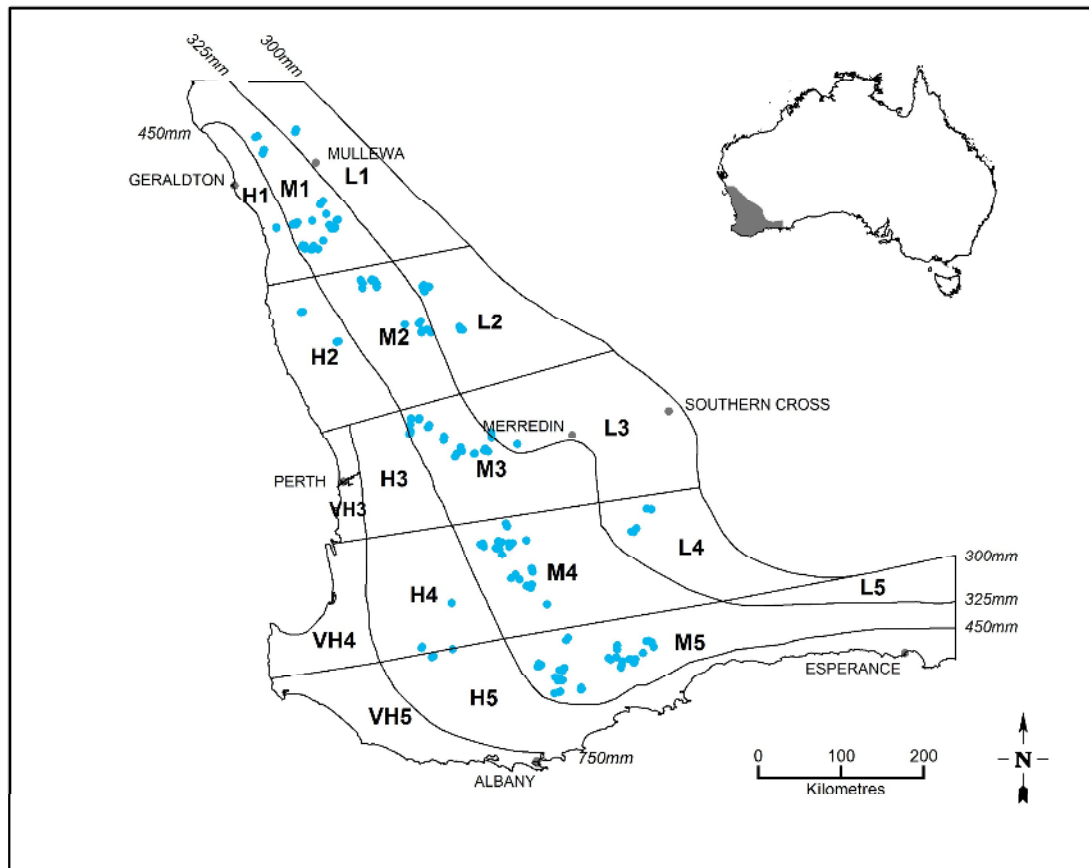 325mm
300mm
450mm
MULLEWA
GERALDTON
H1
M1
L1
H2
M2
L2
SOUTHERN CROSS
MERREDIN
L3
M3
H3
PERTH
VH3
L4
M4
H4
VH4
300mm
L5
325mm
450mm
M5
ESPERANCE
H5
VH5
750mm
ALBANY
0 100 200
Kilometres
N